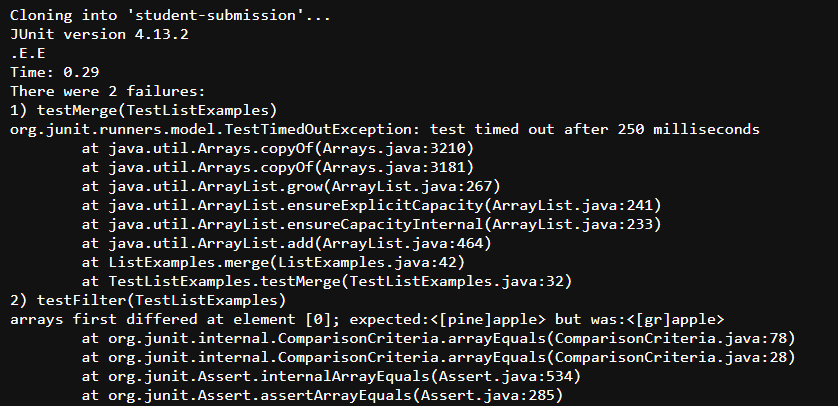 Cloning into 'student-submission'...
JUnit version 4.13.2
.E.E
Time: 0.29
There were 2 failures:
1) testMerge(TestListExamples)
org.junit.runners.model.TestTimedOutException: test timed out after 250 milliseconds
        at java.util.Arrays.copyOf(Arrays.java:3210)
        at java.util.Arrays.copyOf(Arrays.java:3181)
        at java.util.ArrayList.grow(ArrayList.java:267)
        at java.util.ArrayList.ensureExplicitCapacity(ArrayList.java:241)
        at java.util.ArrayList.ensureCapacityInternal(ArrayList.java:233)
        at java.util.ArrayList.add(ArrayList.java:464)
        at ListExamples.merge(ListExamples.java:42)
        at TestListExamples.testMerge(TestListExamples.java:32)
2) testFilter(TestListExamples)
arrays first differed at element [0]; expected:<[pine]apple> but was:<[gr]apple>
        at org.junit.internal.ComparisonCriteria.arrayEquals(ComparisonCriteria.java:78)
        at org.junit.internal.ComparisonCriteria.arrayEquals(ComparisonCriteria.java:28)
        at org.junit.Assert.internalArrayEquals(Assert.java:534)
        at org.junit.Assert.assertArrayEquals(Assert.java:285)